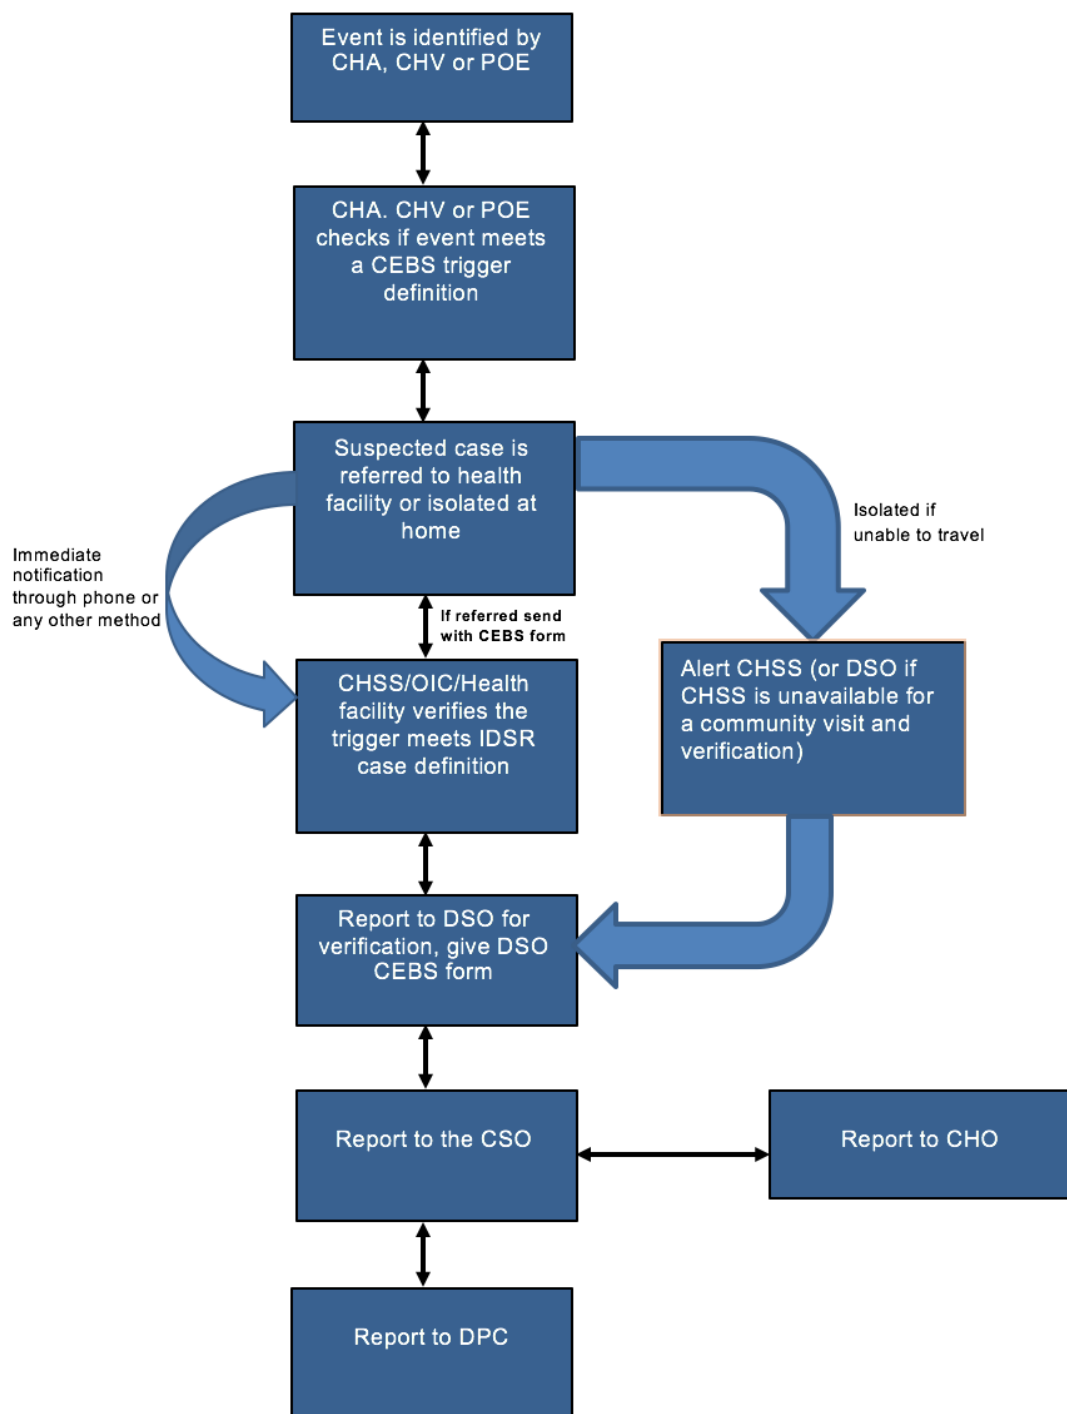 Event is identified by
CHA, CHV or POE
CHA. CHV or POE
checks if event meets
a CEBS trigger
definition
Suspected case is
referred to health
facility or isolated at
home
Isolated if
unable to travel
Immediate
notification
through phone or
any other method
If referred send
with CEBS form
CHSS/OIC/Health
facility verifies the
trigger meets IDSR
case definition
Alert CHSS (or DSO if
CHSS is unavailable for
a community visit and
verification)
Report to DSO for
verification, give DSO
CEBS form
Report to the CSO
Report to CHO
Report to DPC